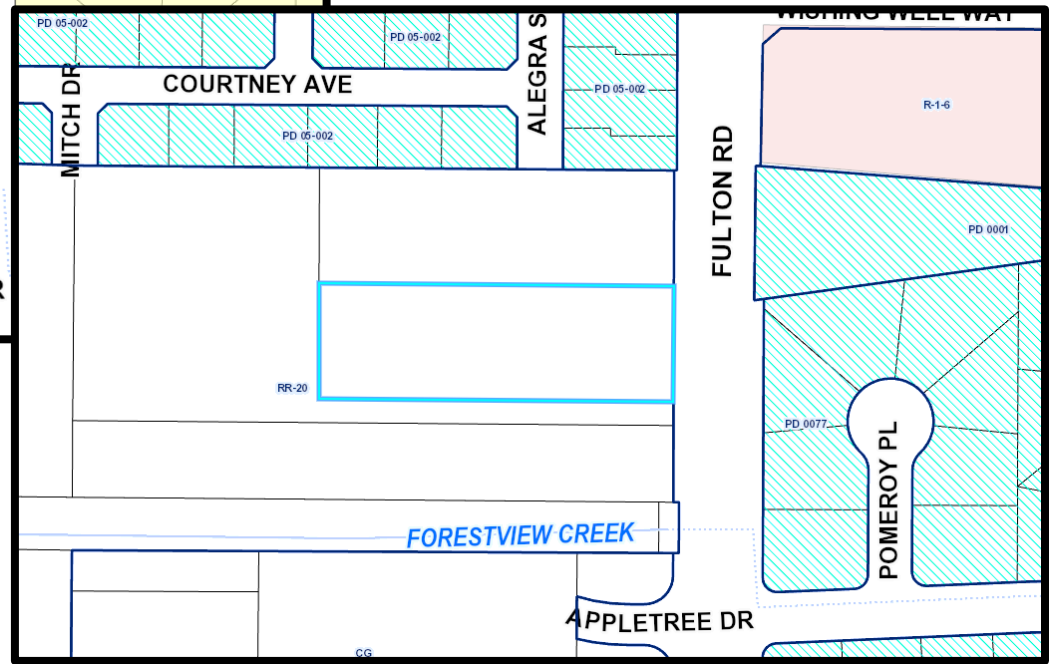 PD 05-002
PD 05-002
WISHING WELL WAY
COURTNEY AVE
PD 05-002
R-1-6
MITCH DR
ALEGRA S
PD 05-002
FULTON RD
PD 0001
RR-20
PD 0077
POMEROY PL
FORESTVIEW CREEK
APPLETREE DR
CG